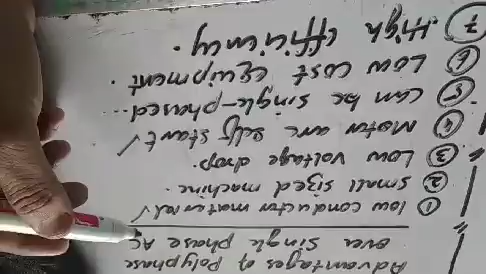 Advantages of Polyphase
over Single phase AC
① low conductor material ✓
② Small sized machine.
③ Low voltage drop.
④ Motor are self start ✓
⑤ Can be single-phased...
⑥ Low cost equipment.
⑦ High efficiency.